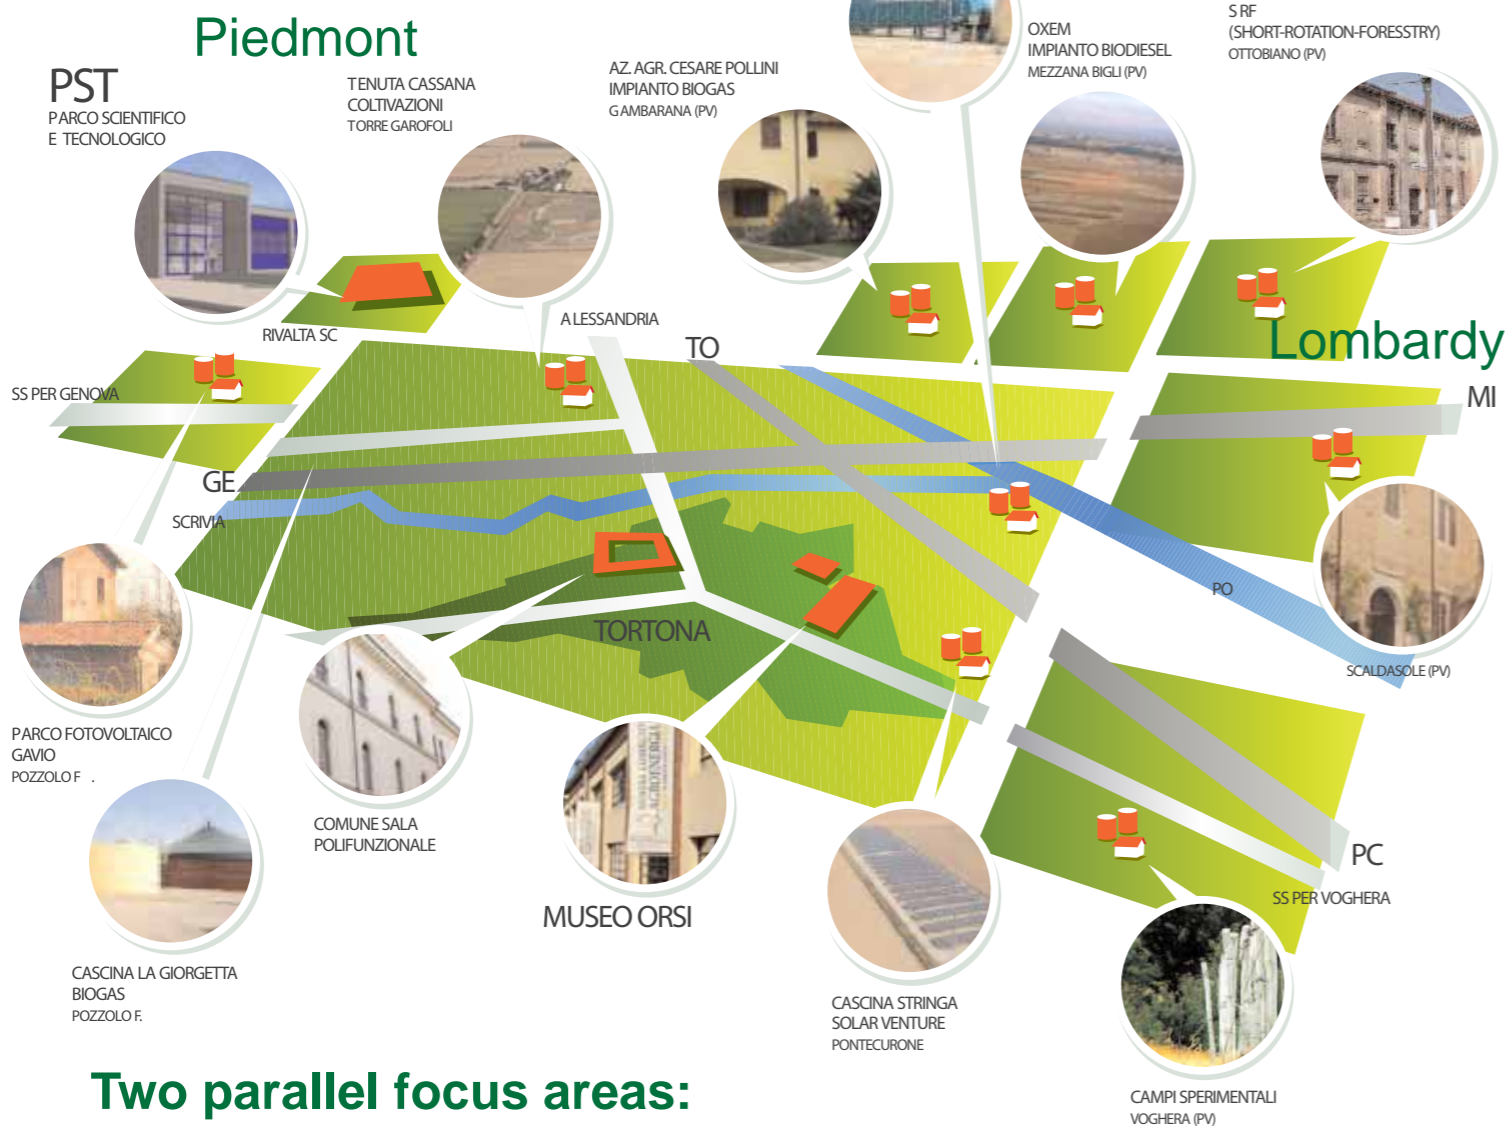 Piedmont
PST
PARCO SCIENTIFICO
E TECNOLOGICO
TENUTA CASSANA
COLTIVAZIONI
TORRE GAROFOLI
AZ. AGR. CESARE POLLINI
IMPIANTO BIOGAS
GAMBARANA (PV)
OXEM
IMPIANTO BIODIESEL
MEZZANA BIGLI (PV)
S RF
(SHORT-ROTATION-FORESSTRY)
OTTOBIANO (PV)
RIVALTA SC
ALESSANDRIA
TO
Lombardy
MI
SS PER GENOVA
GE
SCRIVIA
PO
TORTONA
SCALDASOLE (PV)
PARCO FOTOVOLTAICO
GAVIO
POZZOLO F .
COMUNE SALA
POLIFUNZIONALE
AGROENERGIA
MUSEO ORSI
PC
SS PER VOGHERA
CASCINA LA GIORGETTA
BIOGAS
POZZOLO F.
CASCINA STRINGA
SOLAR VENTURE
PONTECURONE
CAMPI SPERIMENTALI
VOGHERA (PV)
Two parallel focus areas: